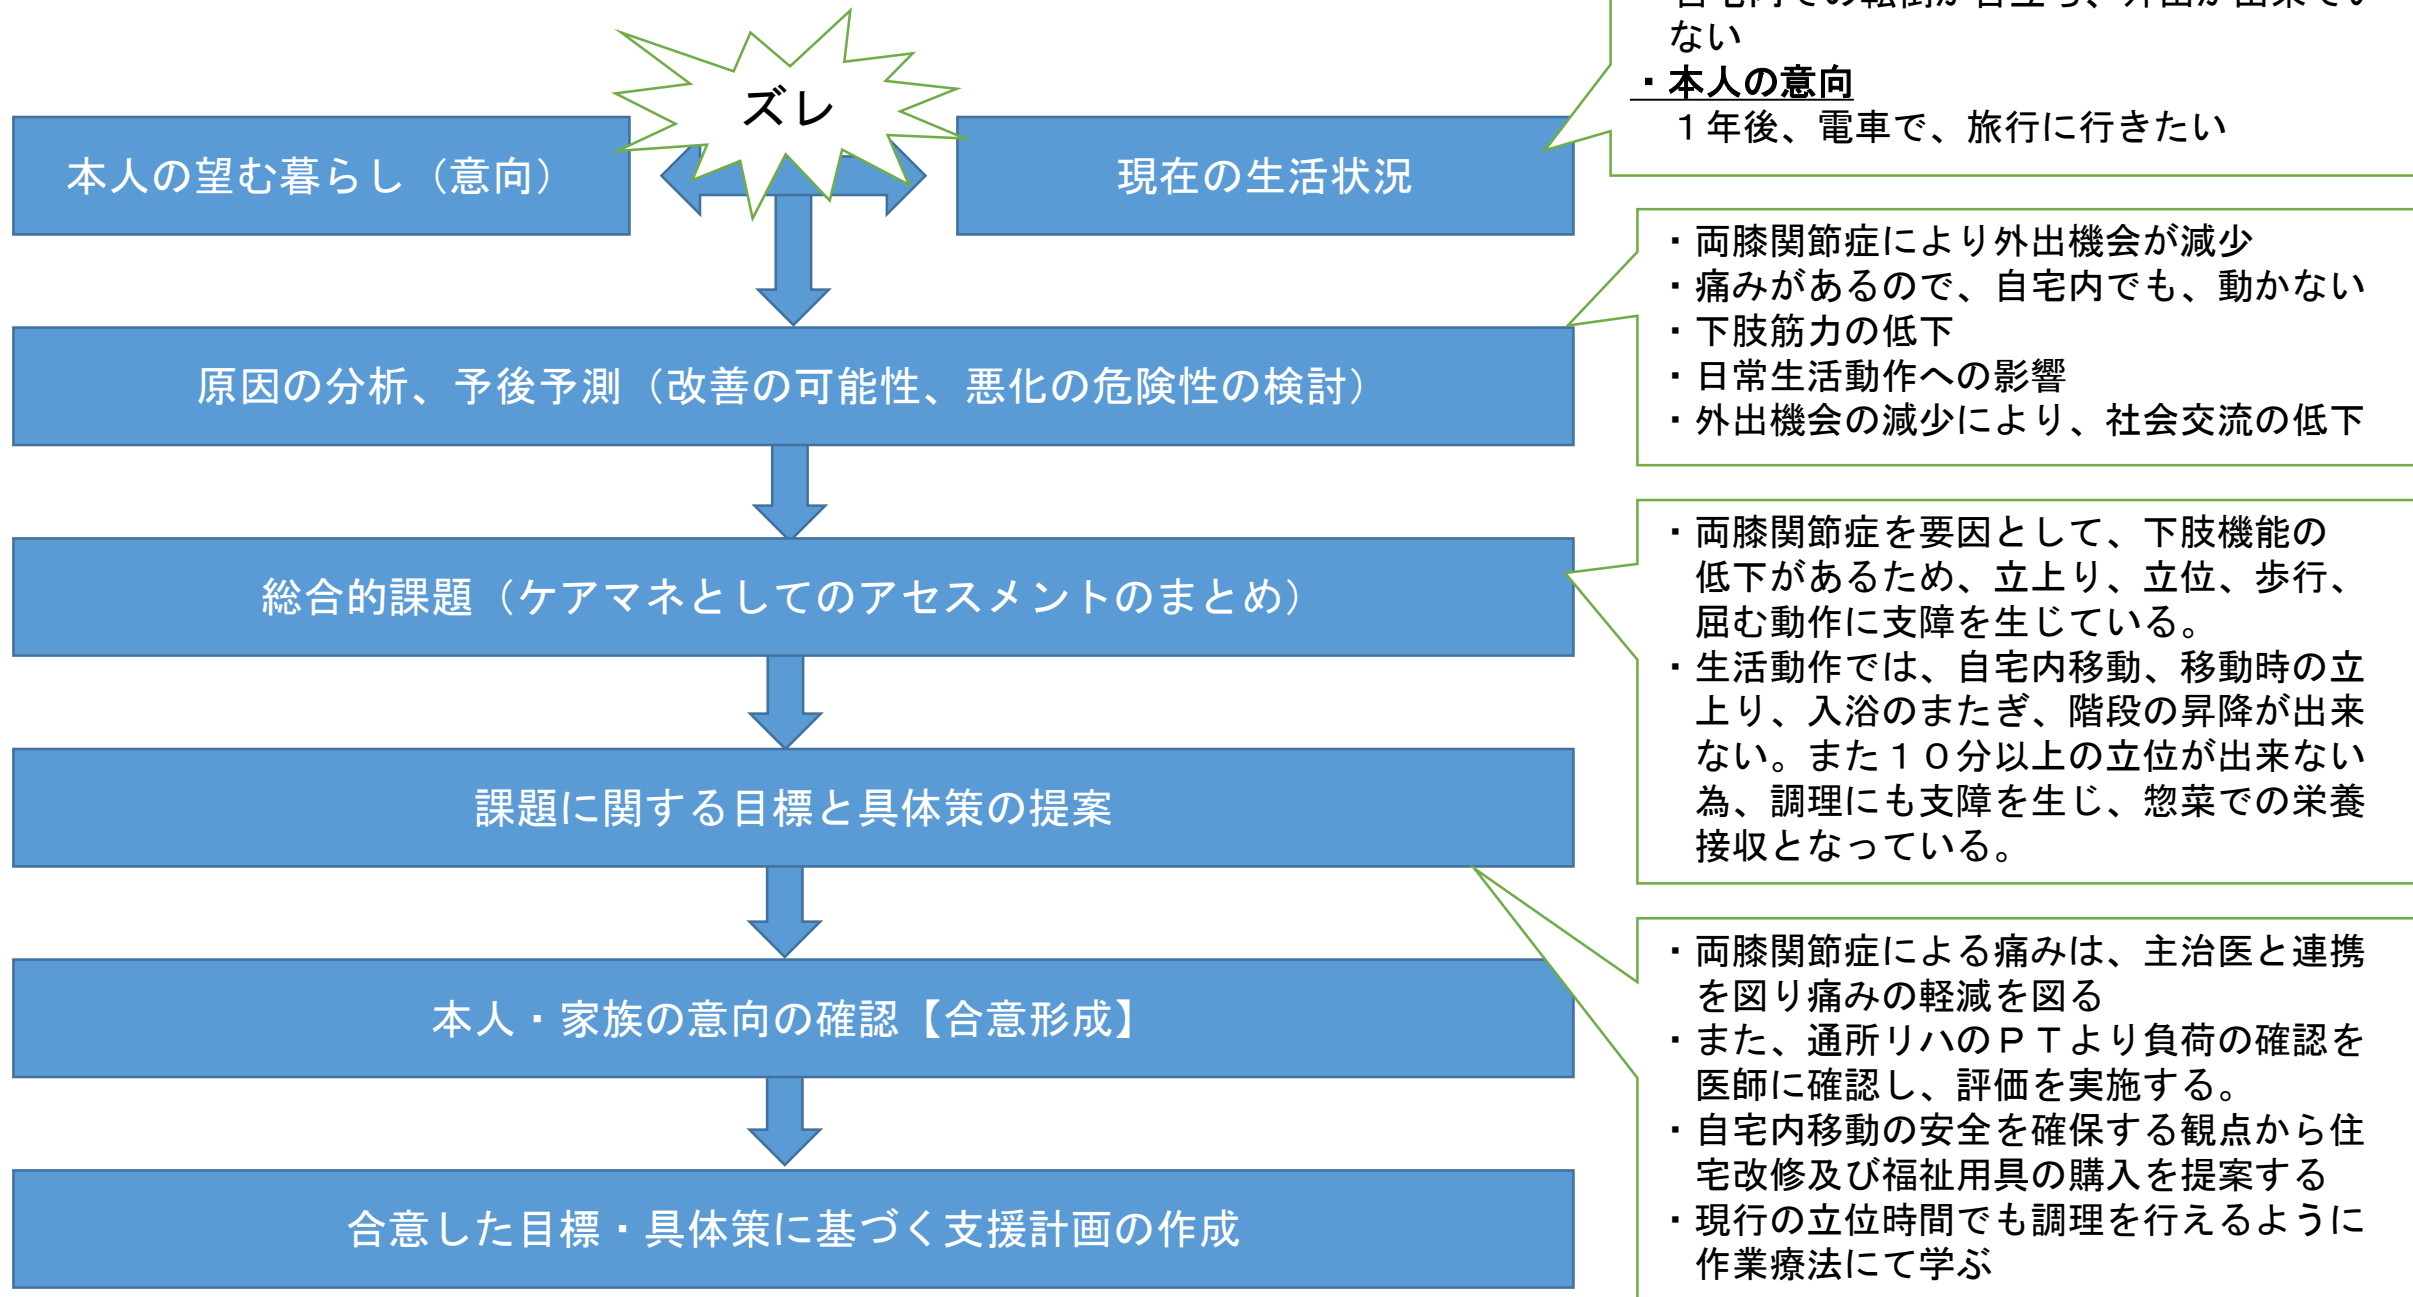 ズレ
本人の望む暮らし（意向）
現在の生活状況
原因の分析、予後予測（改善の可能性、悪化の危険性の検討）
総合的課題（ケアマネとしてのアセスメントのまとめ）
課題に関する目標と具体策の提案
本人・家族の意向の確認【合意形成】
合意した目標・具体策に基づく支援計画の作成
自宅内での転倒が目立ち、外出が出来てい
ない
・本人の意向
１年後、電車で、旅行に行きたい
・両膝関節症により外出機会が減少
・痛みがあるので、自宅内でも、動かない
・下肢筋力の低下
・日常生活動作への影響
・外出機会の減少により、社会交流の低下
・両膝関節症を要因として、下肢機能の
低下があるため、立上り、立位、歩行、
屈む動作に支障を生じている。
・生活動作では、自宅内移動、移動時の立
上り、入浴のまたぎ、階段の昇降が出来
ない。また１０分以上の立位が出来ない
為、調理にも支障を生じ、惣菜での栄養
接収となっている。
・両膝関節症による痛みは、主治医と連携
を図り痛みの軽減を図る
・また、通所リハのＰＴより負荷の確認を
医師に確認し、評価を実施する。
・自宅内移動の安全を確保する観点から住
宅改修及び福祉用具の購入を提案する
・現行の立位時間でも調理を行えるように
作業療法にて学ぶ